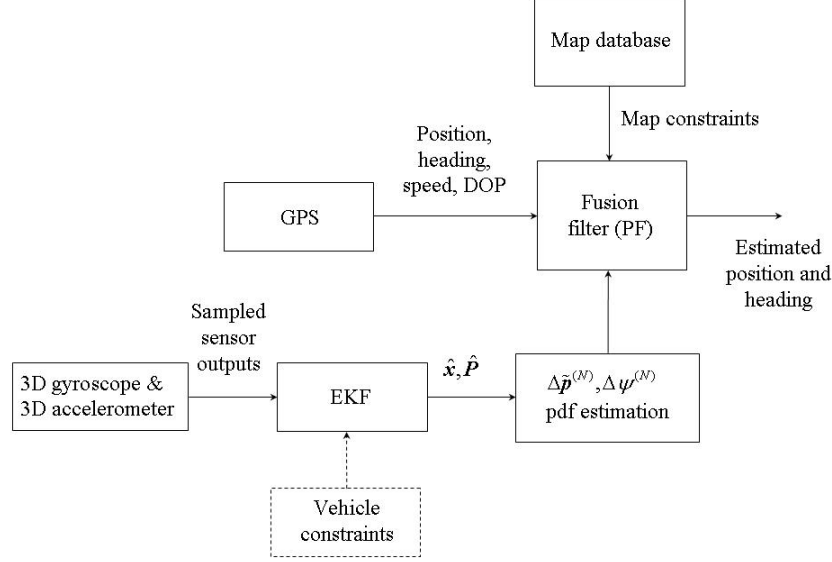 Map database
Map constraints
Position,
heading,
speed, DOP
GPS
Fusion
filter (PF)
Estimated
position and
heading
Sampled
sensor
outputs
3D gyroscope &
3D accelerometer
EKF
x̂, P̂
Δp̃⁽ᴺ⁾, Δψ⁽ᴺ⁾
pdf estimation
Vehicle
constraints